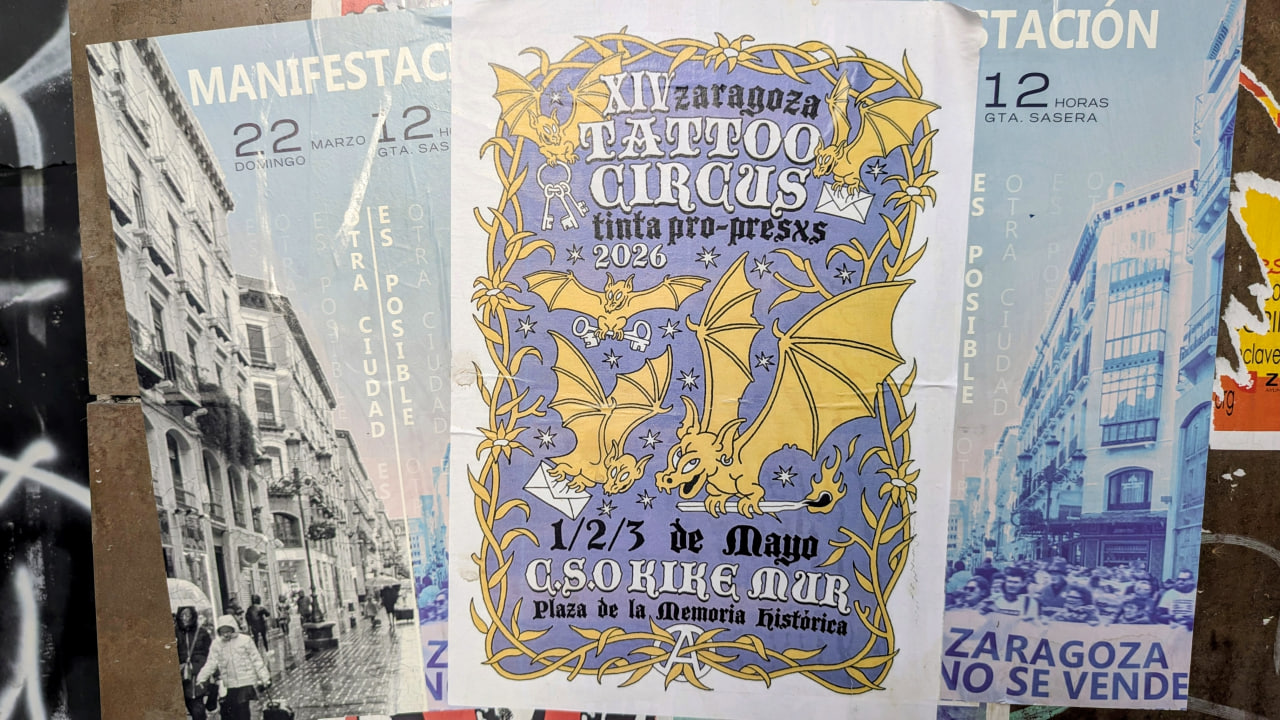 MANIFESTAC
22 MARZO 12
DOMINGO GTA. SAS
OTRA CIUDAD
ES POSIBLE
XIV zaragoza
TATTOO
CIRCUS
tinta pro-presxs
2026
1/2/3 de Mayo
C.S.O KIKE MUR
Plaza de la Memoria Histórica
STACIÓN
12 HORAS
GTA. SASERA
ES POSIBLE
OTRA CIUDAD
ZARAGOZA
NO SE VENDE